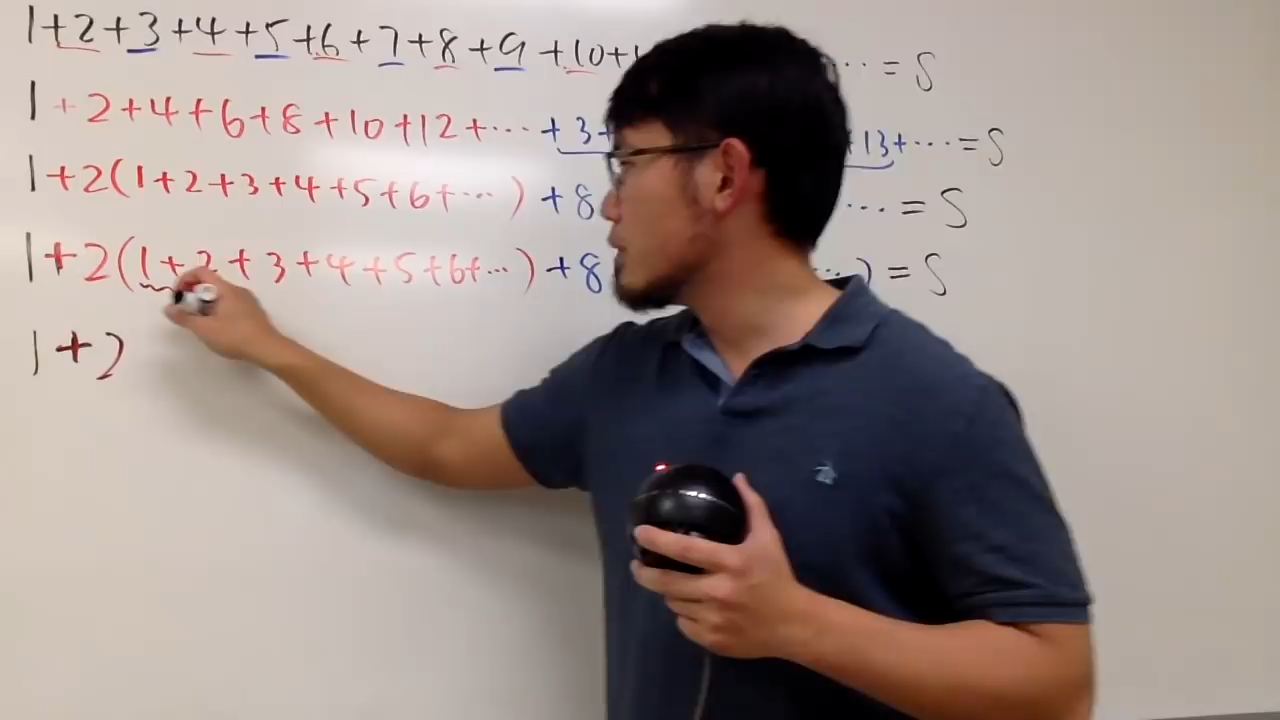 1+2+3+4+5+6+7+8+9+10+ ⋯ = S
1+2+4+6+8+10+12+⋯+3+ +13+⋯=S
1+2(1+2+3+4+5+6+⋯)+8 ⋯ = S
1+2(1+2+3+4+5+6+⋯)+8 ⋯) = S
1+2